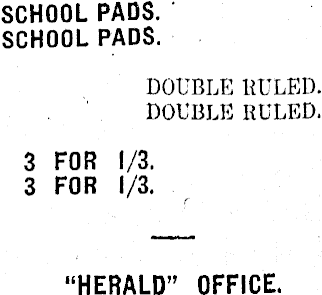 SCHOOL PADS.
SCHOOL PADS.
DOUBLE RULED.
DOUBLE RULED.
3 FOR 1/3.
3 FOR 1/3.
"HERALD" OFFICE.